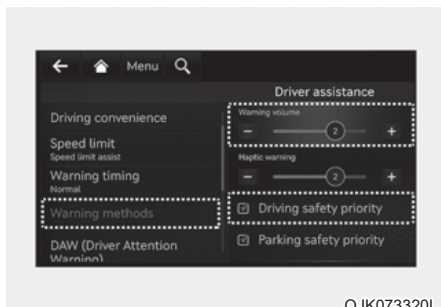 Menu
Driver assistance
Driving convenience
Speed limit
Speed limit assist
Warning timing
Normal
Warning methods
DAW (Driver Attention
Warning)
Warning volume
- 2 +
Haptic warning
- 2 +
Driving safety priority
Parking safety priority
OJK073320L